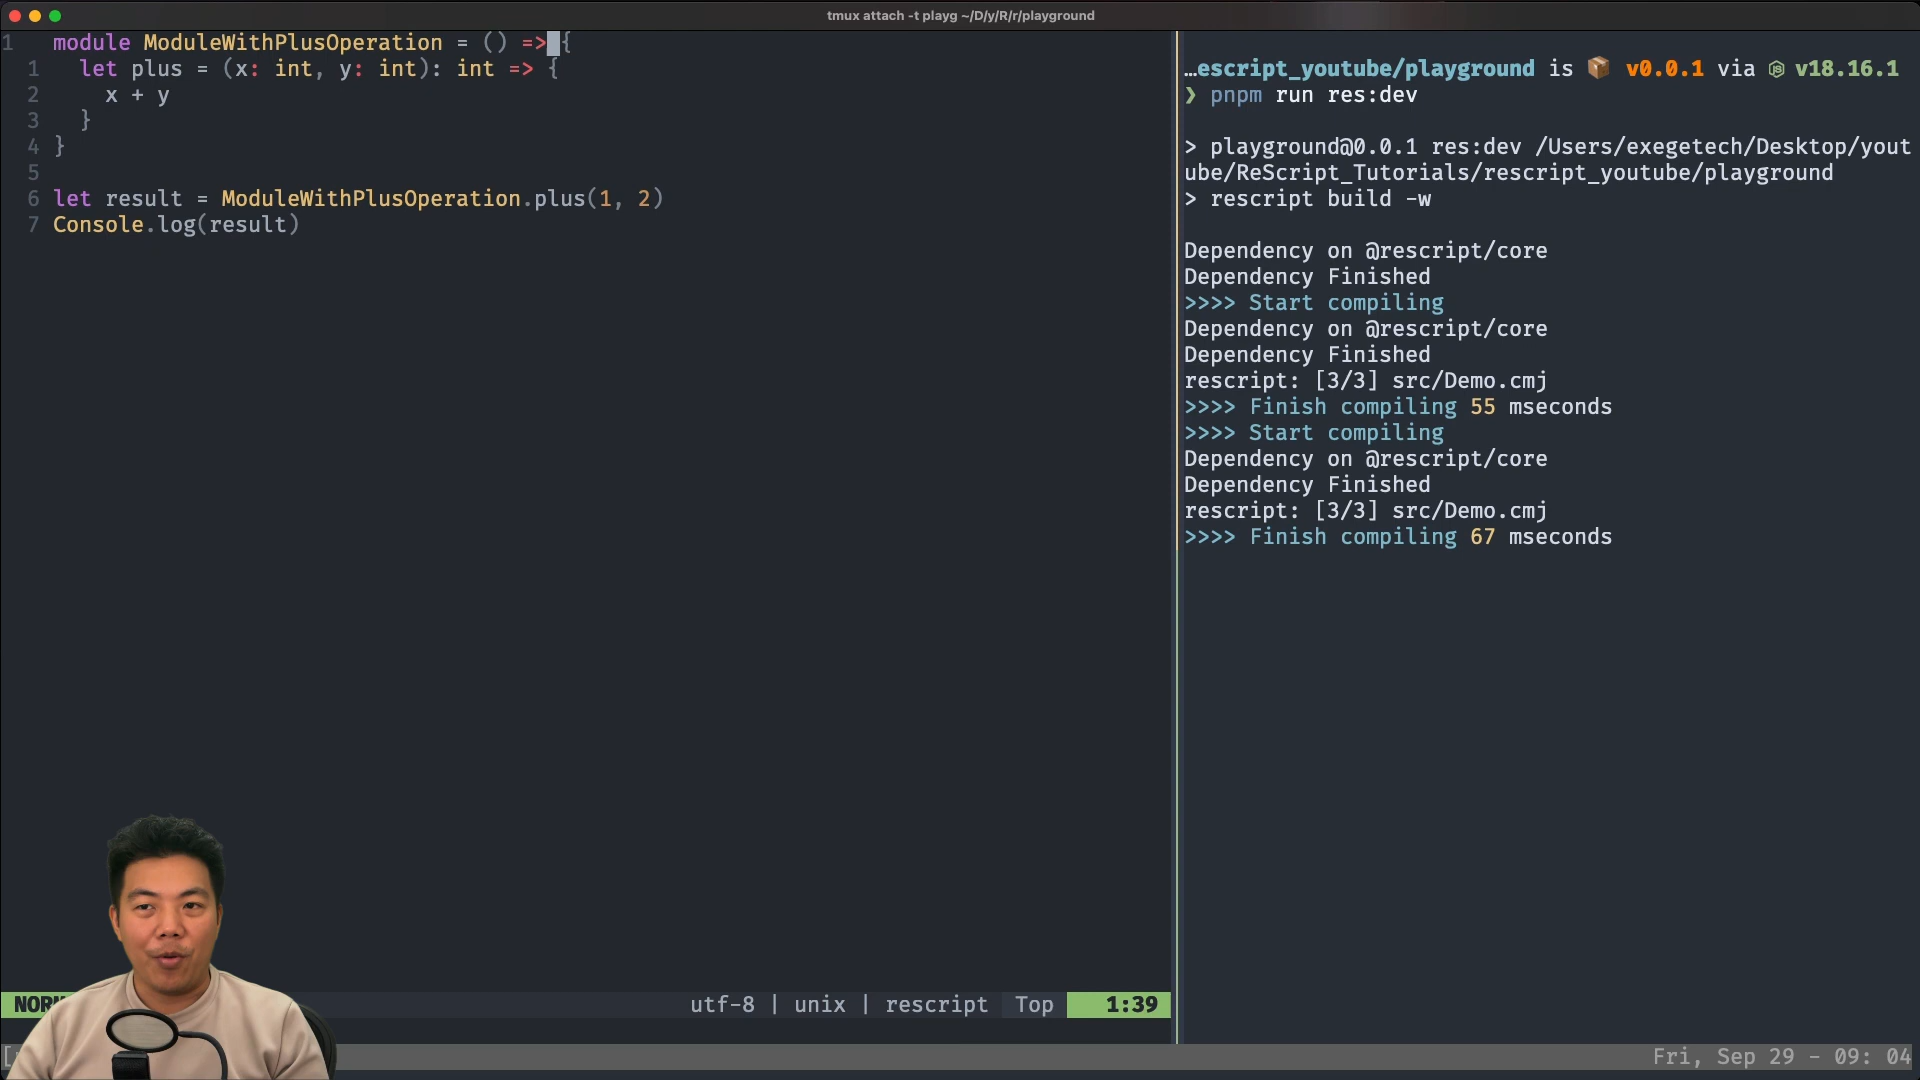 tmux attach -t playg ~/D/y/R/r/playground
1 module ModuleWithPlusOperation = () => {
1 let plus = (x: int, y: int): int => {
2 x + y
3 }
4 }
5
6 let result = ModuleWithPlusOperation.plus(1, 2)
7 Console.log(result)
utf-8 | unix | rescript Top 1:39
…escript_youtube/playground is 📦 v0.0.1 via v18.16.1
❯ pnpm run res:dev
> playground@0.0.1 res:dev /Users/exegetech/Desktop/yout
ube/ReScript_Tutorials/rescript_youtube/playground
> rescript build -w
Dependency on @rescript/core
Dependency Finished
>>>> Start compiling
Dependency on @rescript/core
Dependency Finished
rescript: [3/3] src/Demo.cmj
>>>> Finish compiling 55 mseconds
>>>> Start compiling
Dependency on @rescript/core
Dependency Finished
rescript: [3/3] src/Demo.cmj
>>>> Finish compiling 67 mseconds
Fri, Sep 29 - 09: 04